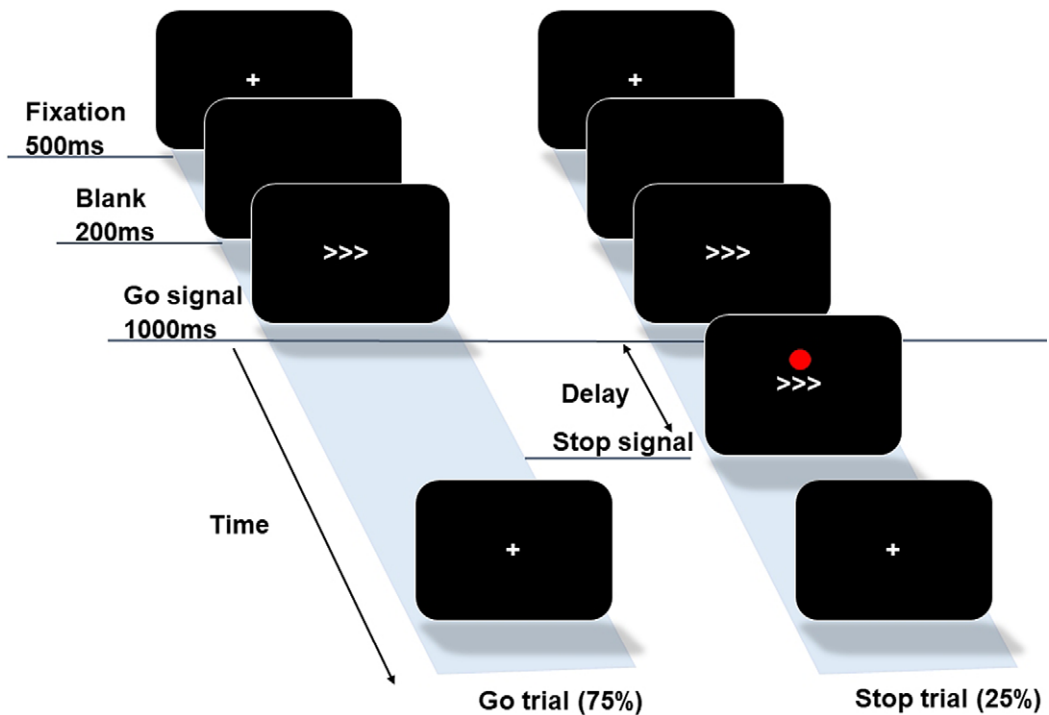 +
+
Fixation
500ms
Blank
200ms
>>>
>>>
Go signal
1000ms
>>>
Delay
Stop signal
Time
+
+
Go trial (75%)
Stop trial (25%)